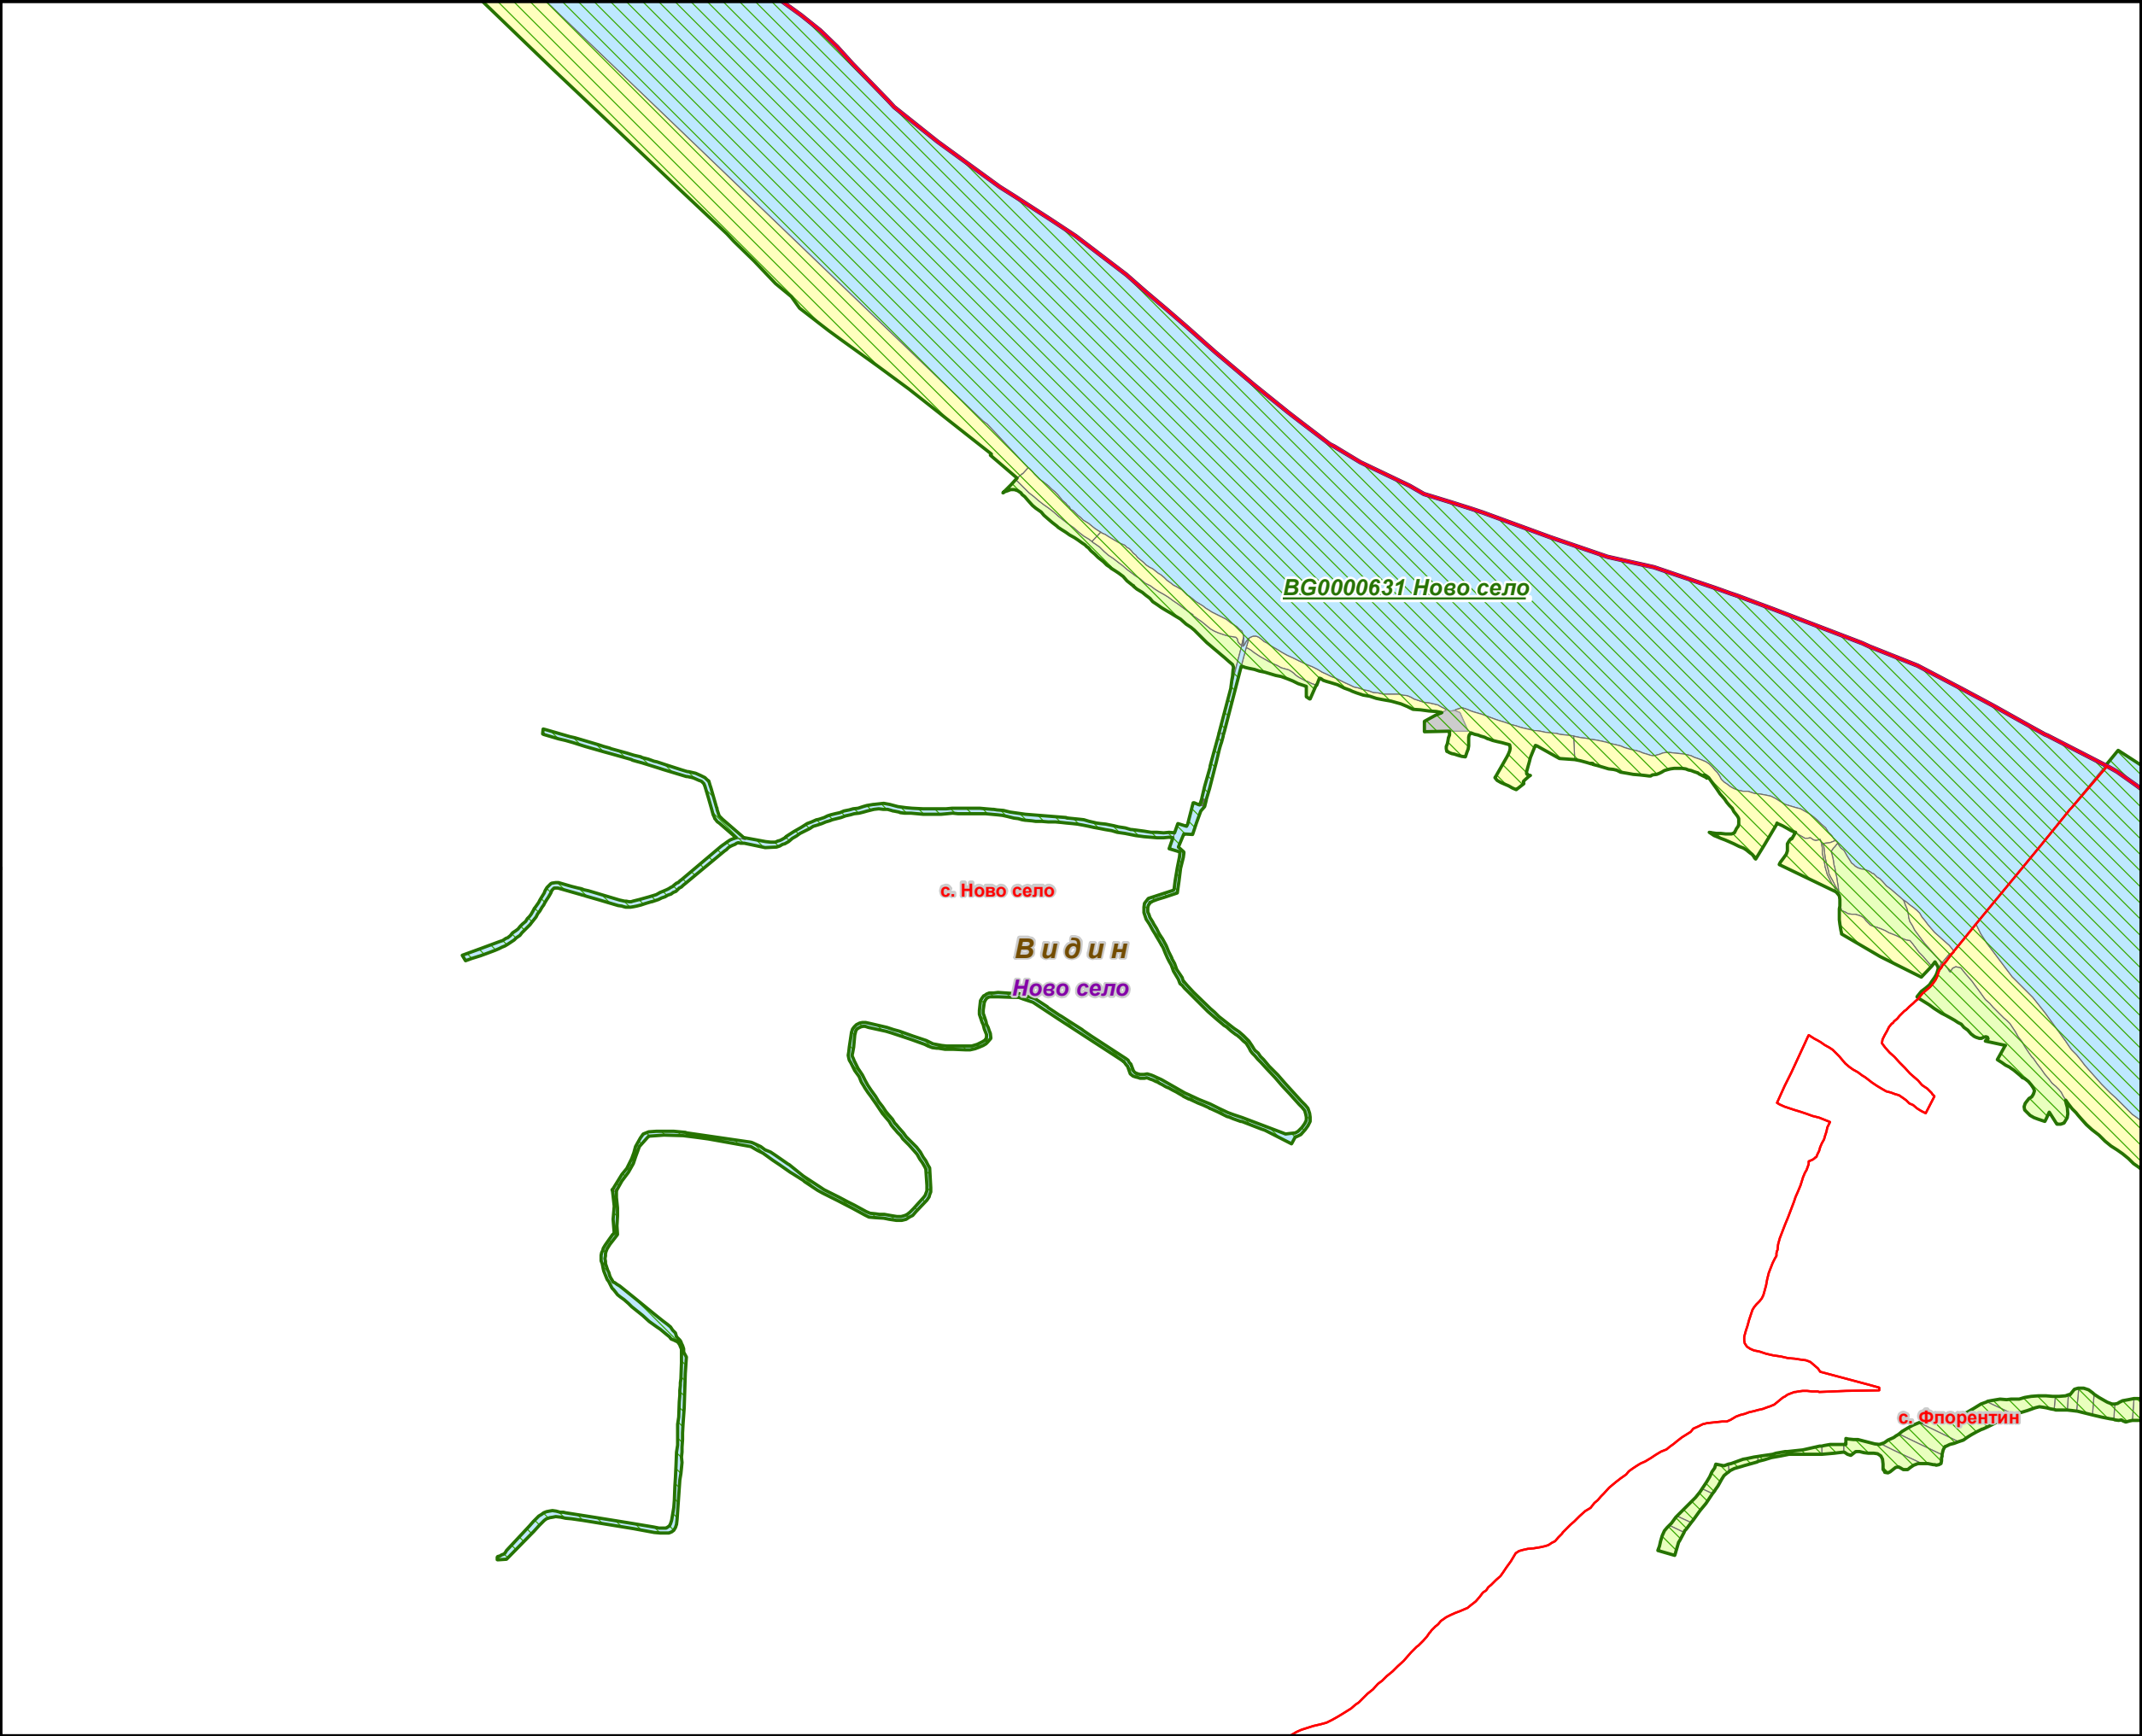 BG0000631 Ново село
с. Ново село
Видин
Ново село
с. Флорентин